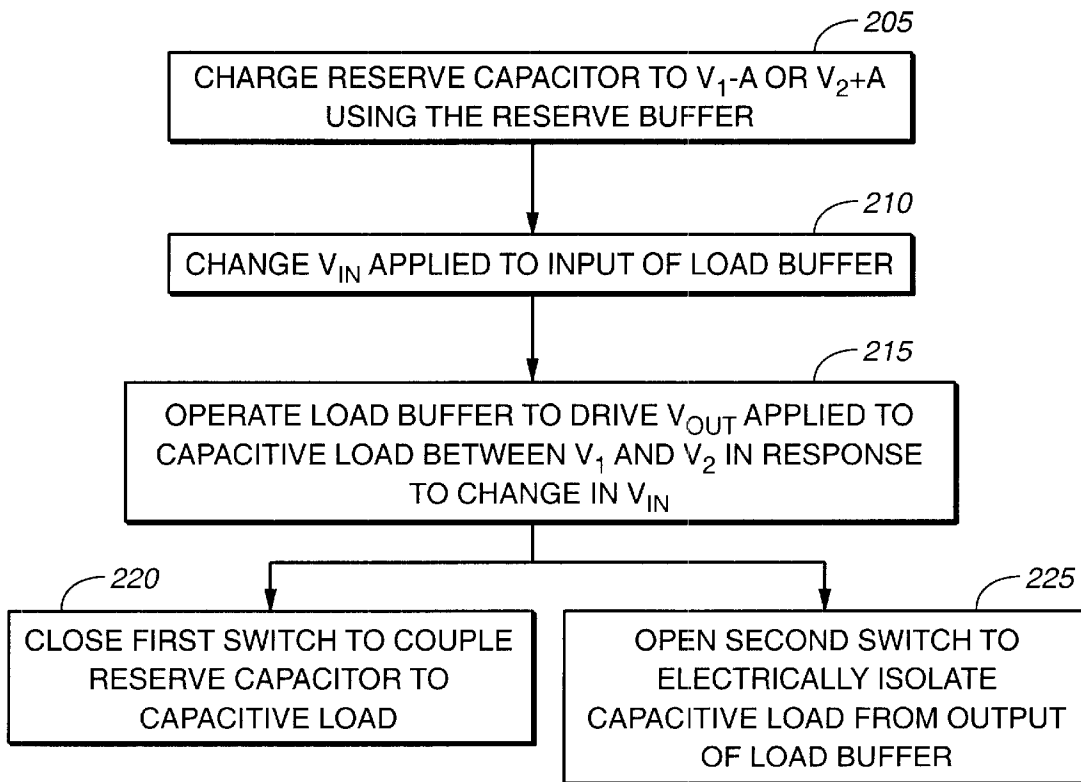 205
CHARGE RESERVE CAPACITOR TO V₁-A OR V₂+A
USING THE RESERVE BUFFER
210
CHANGE V_IN APPLIED TO INPUT OF LOAD BUFFER
215
OPERATE LOAD BUFFER TO DRIVE V_OUT APPLIED TO
CAPACITIVE LOAD BETWEEN V₁ AND V₂ IN RESPONSE
TO CHANGE IN V_IN
220
CLOSE FIRST SWITCH TO COUPLE
RESERVE CAPACITOR TO
CAPACITIVE LOAD
225
OPEN SECOND SWITCH TO
ELECTRICALLY ISOLATE
CAPACITIVE LOAD FROM OUTPUT
OF LOAD BUFFER